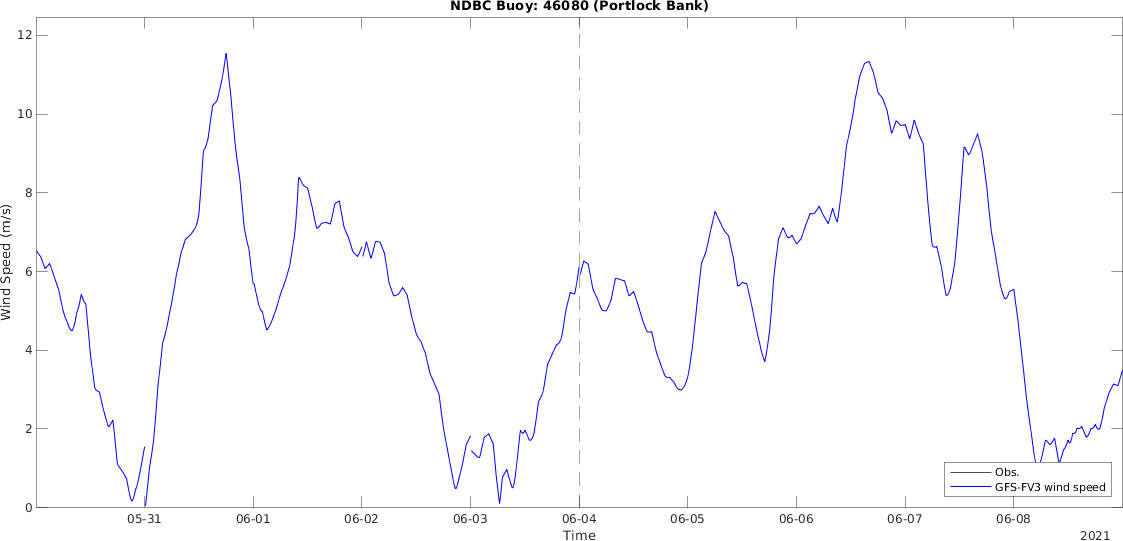 NDBC Buoy: 46080 (Portlock Bank)
12
10
8
6
4
2
0
Wind Speed (m/s)
05-31 06-01 06-02 06-03 06-04 06-05 06-06 06-07 06-08
Time
2021
Obs.
GFS-FV3 wind speed